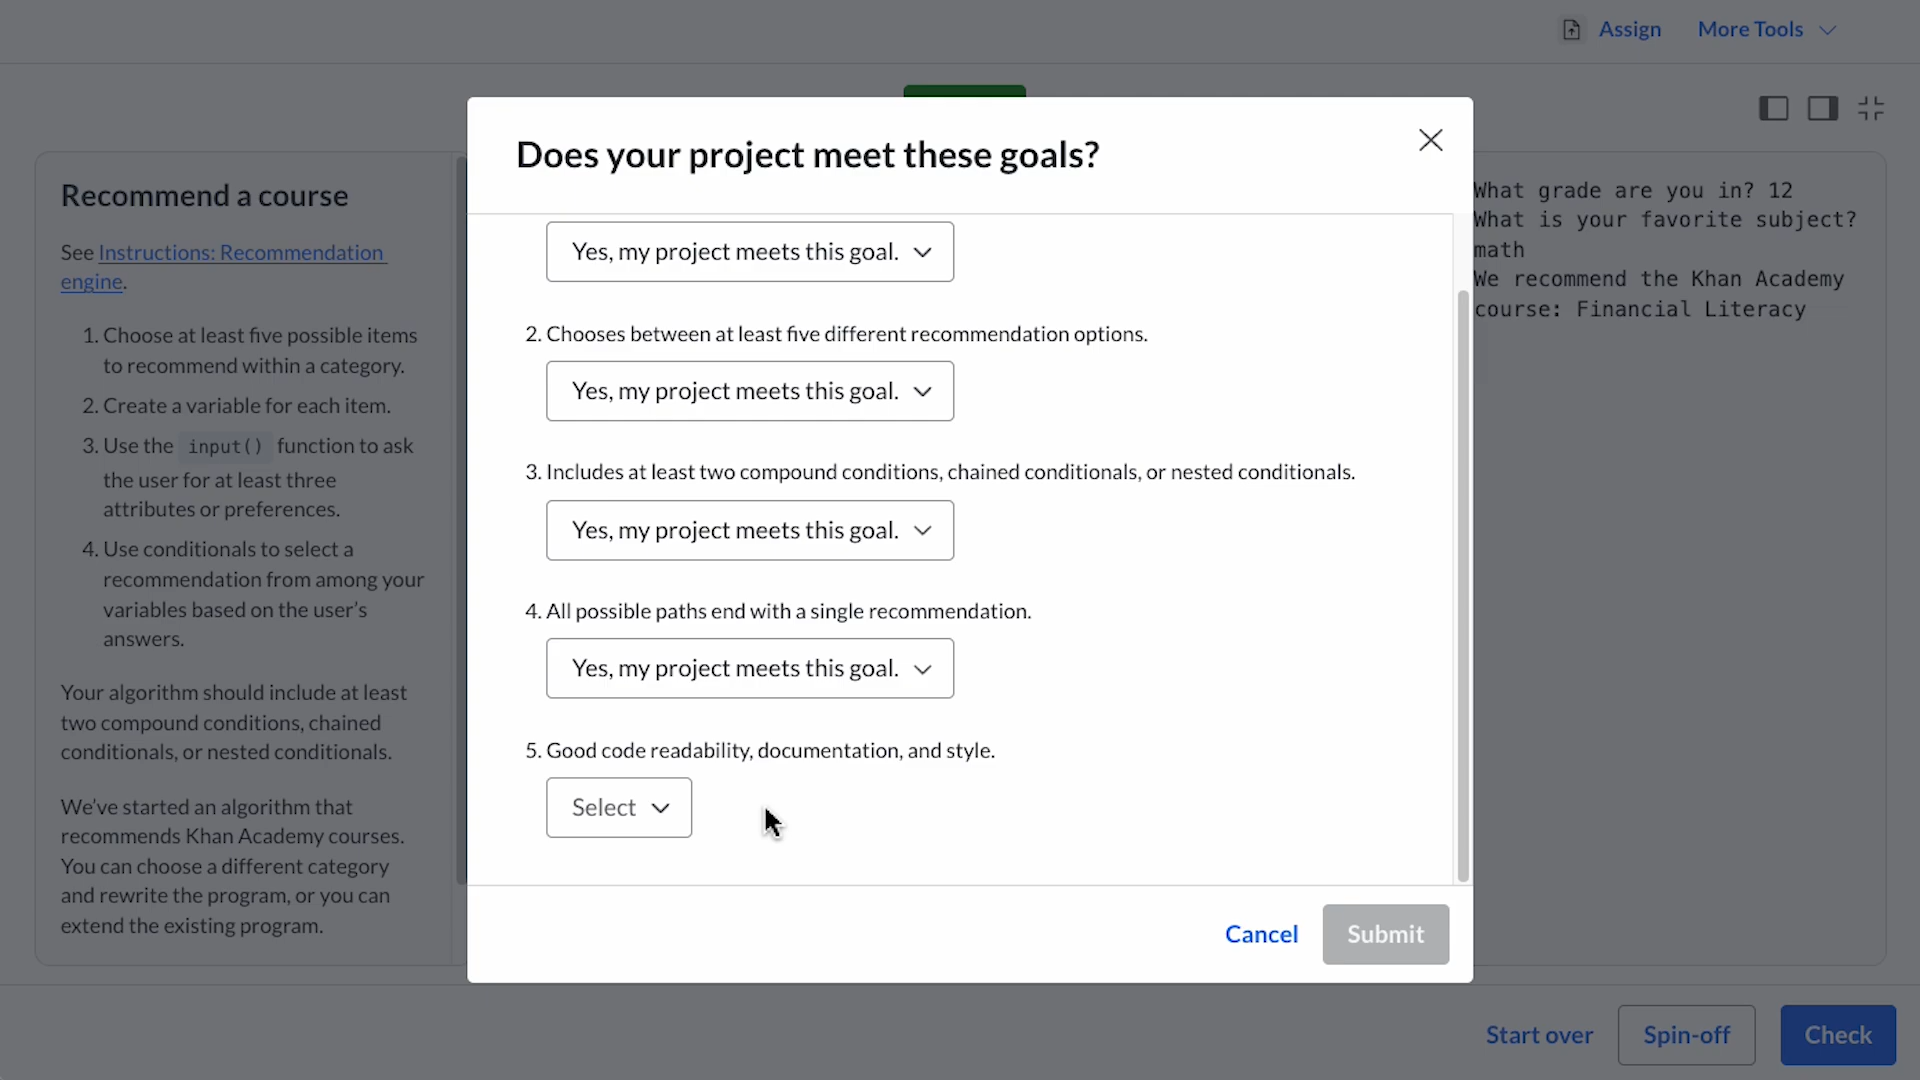 Assign
More Tools
Recommend a course
See Instructions: Recommendation
engine.
1. Choose at least five possible items
to recommend within a category.
2. Create a variable for each item.
3. Use the input() function to ask
the user for at least three
attributes or preferences.
4. Use conditionals to select a
recommendation from among your
variables based on the user's
answers.
Your algorithm should include at least
two compound conditions, chained
conditionals, or nested conditionals.
We've started an algorithm that
recommends Khan Academy courses.
You can choose a different category
and rewrite the program, or you can
extend the existing program.
Does your project meet these goals?
Yes, my project meets this goal.
2. Chooses between at least five different recommendation options.
Yes, my project meets this goal.
3. Includes at least two compound conditions, chained conditionals, or nested conditionals.
Yes, my project meets this goal.
4. All possible paths end with a single recommendation.
Yes, my project meets this goal.
5. Good code readability, documentation, and style.
Select
Cancel
Submit
What grade are you in? 12
What is your favorite subject?
math
We recommend the Khan Academy
course: Financial Literacy
Start over
Spin-off
Check